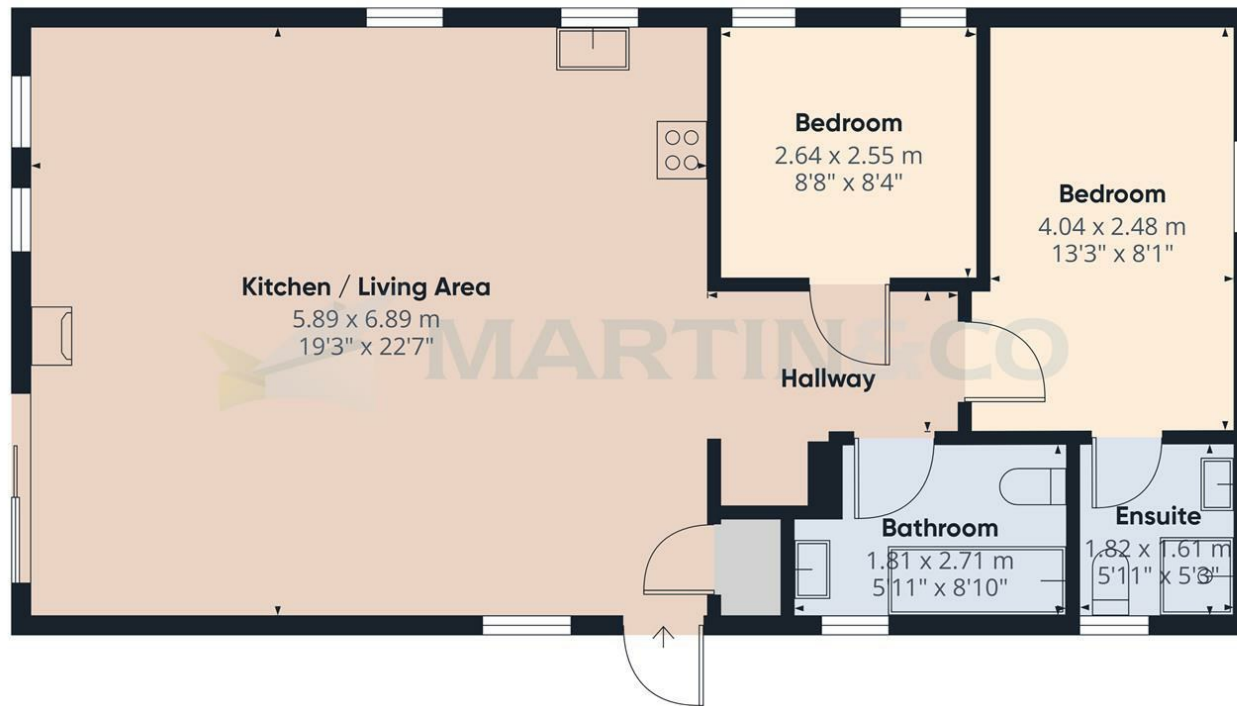 Kitchen / Living Area
5.89 x 6.89 m
19'3" x 22'7"
Bedroom
2.64 x 2.55 m
8'8" x 8'4"
Bedroom
4.04 x 2.48 m
13'3" x 8'1"
MARTIN&CO
Hallway
Bathroom
1.81 x 2.71 m
5'11" x 8'10"
Ensuite
1.82 x 1.61 m
5'11" x 5'3"